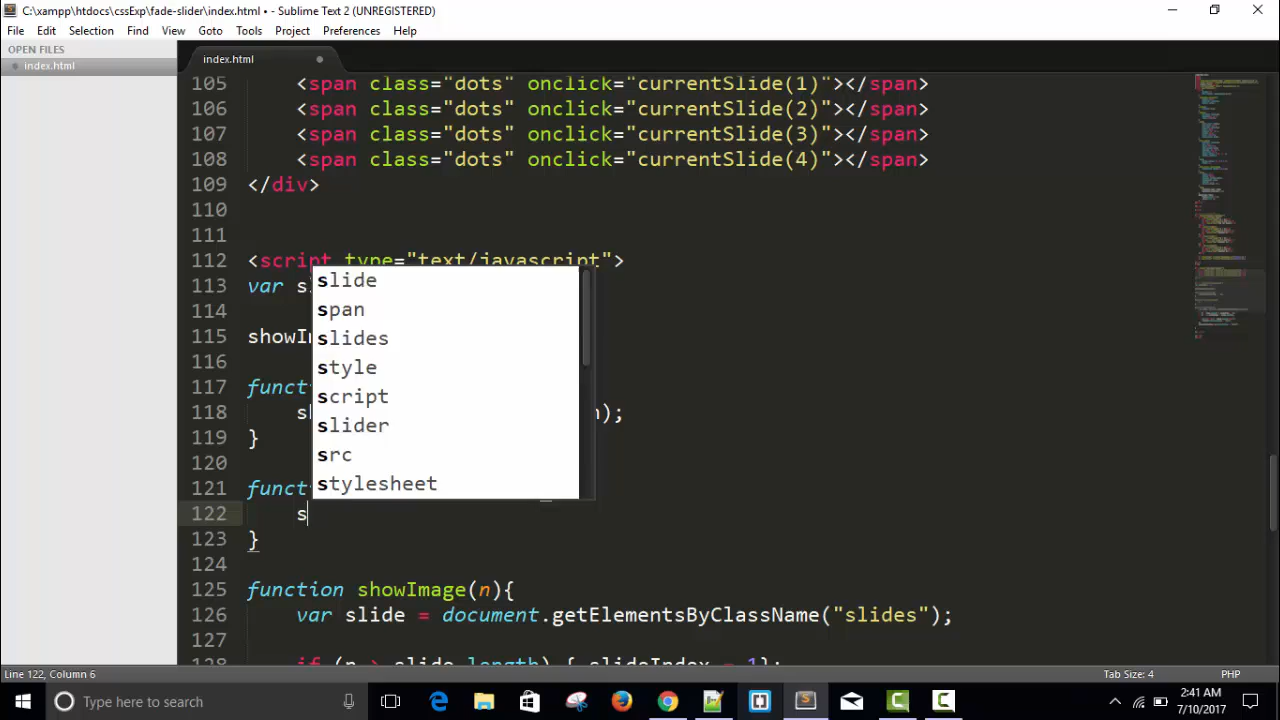 C:\xampp\htdocs\cssExp\fade-slider\index.html • - Sublime Text 2 (UNREGISTERED)
File Edit Selection Find View Goto Tools Project Preferences Help
OPEN FILES
index.html
index.html
105 <span class="dots" onclick="currentSlide(1)"></span>
106 <span class="dots" onclick="currentSlide(2)"></span>
107 <span class="dots" onclick="currentSlide(3)"></span>
108 <span class="dots" onclick="currentSlide(4)"></span>
109 </div>
110
111
112 <script type="text/javascript">
113 var
114
115
116
117
118 );
119 }
120
121
122 s
123 }
124
125 function showImage(n){
126 var slide = document.getElementsByClassName("slides");
127
128 if (n > slide.length) { slideIndex = 1};
slide
span
slides
style
script
slider
src
stylesheet
Line 122, Column 6
Tab Size: 4
PHP
Type here to search
2:41 AM
7/10/2017